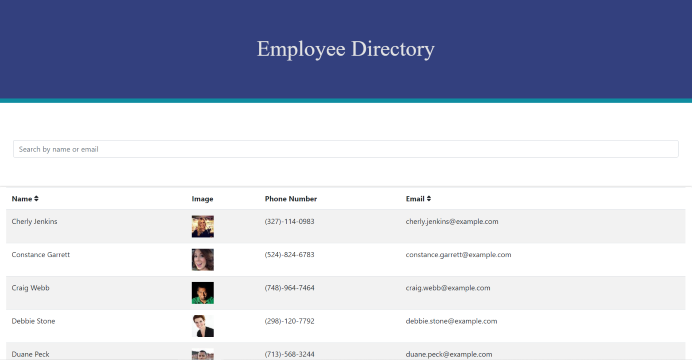 Employee Directory
Search by name or email
Name Image Phone Number Email
Cherly Jenkins (327)-114-0983 cherly.jenkins@example.com
Constance Garrett (524)-824-6783 constance.garrett@example.com
Craig Webb (748)-964-7464 craig.webb@example.com
Debbie Stone (298)-120-7792 debbie.stone@example.com
Duane Peck (713)-568-3244 duane.peck@example.com